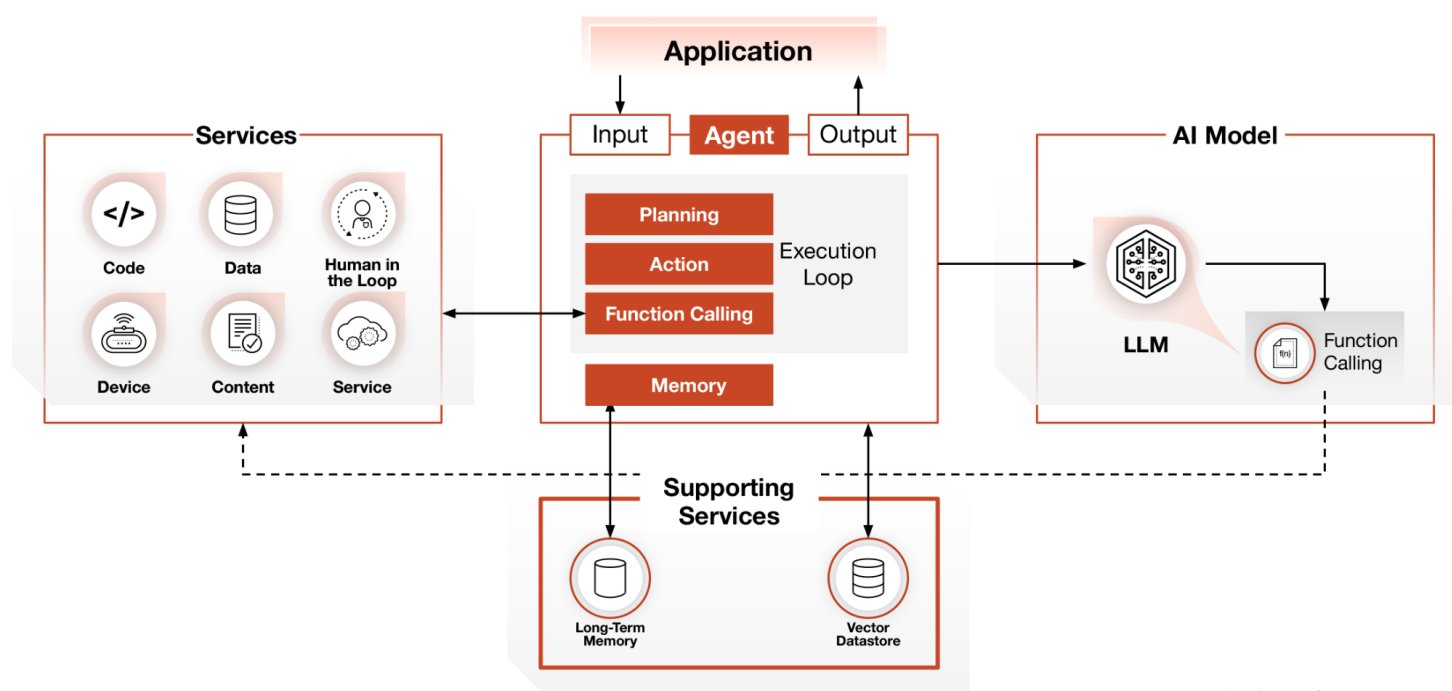 Application
Input
Agent
Output
Services
Code
Data
Human in
the Loop
Device
Content
Service
Planning
Action
Function Calling
Execution
Loop
Memory
AI Model
LLM
f(n)
Function
Calling
Supporting
Services
Long-Term
Memory
Vector
Datastore